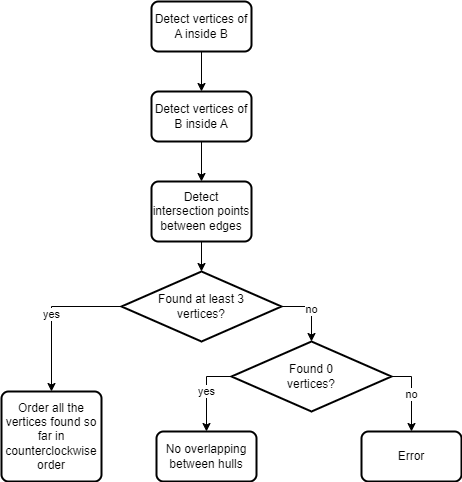 Detect vertices of
A inside B
Detect vertices of
B inside A
Detect
intersection points
between edges
Found at least 3
vertices?
yes
no
Found 0
vertices?
yes
no
Order all the
vertices found so
far in
counterclockwise
order
No overlapping
between hulls
Error